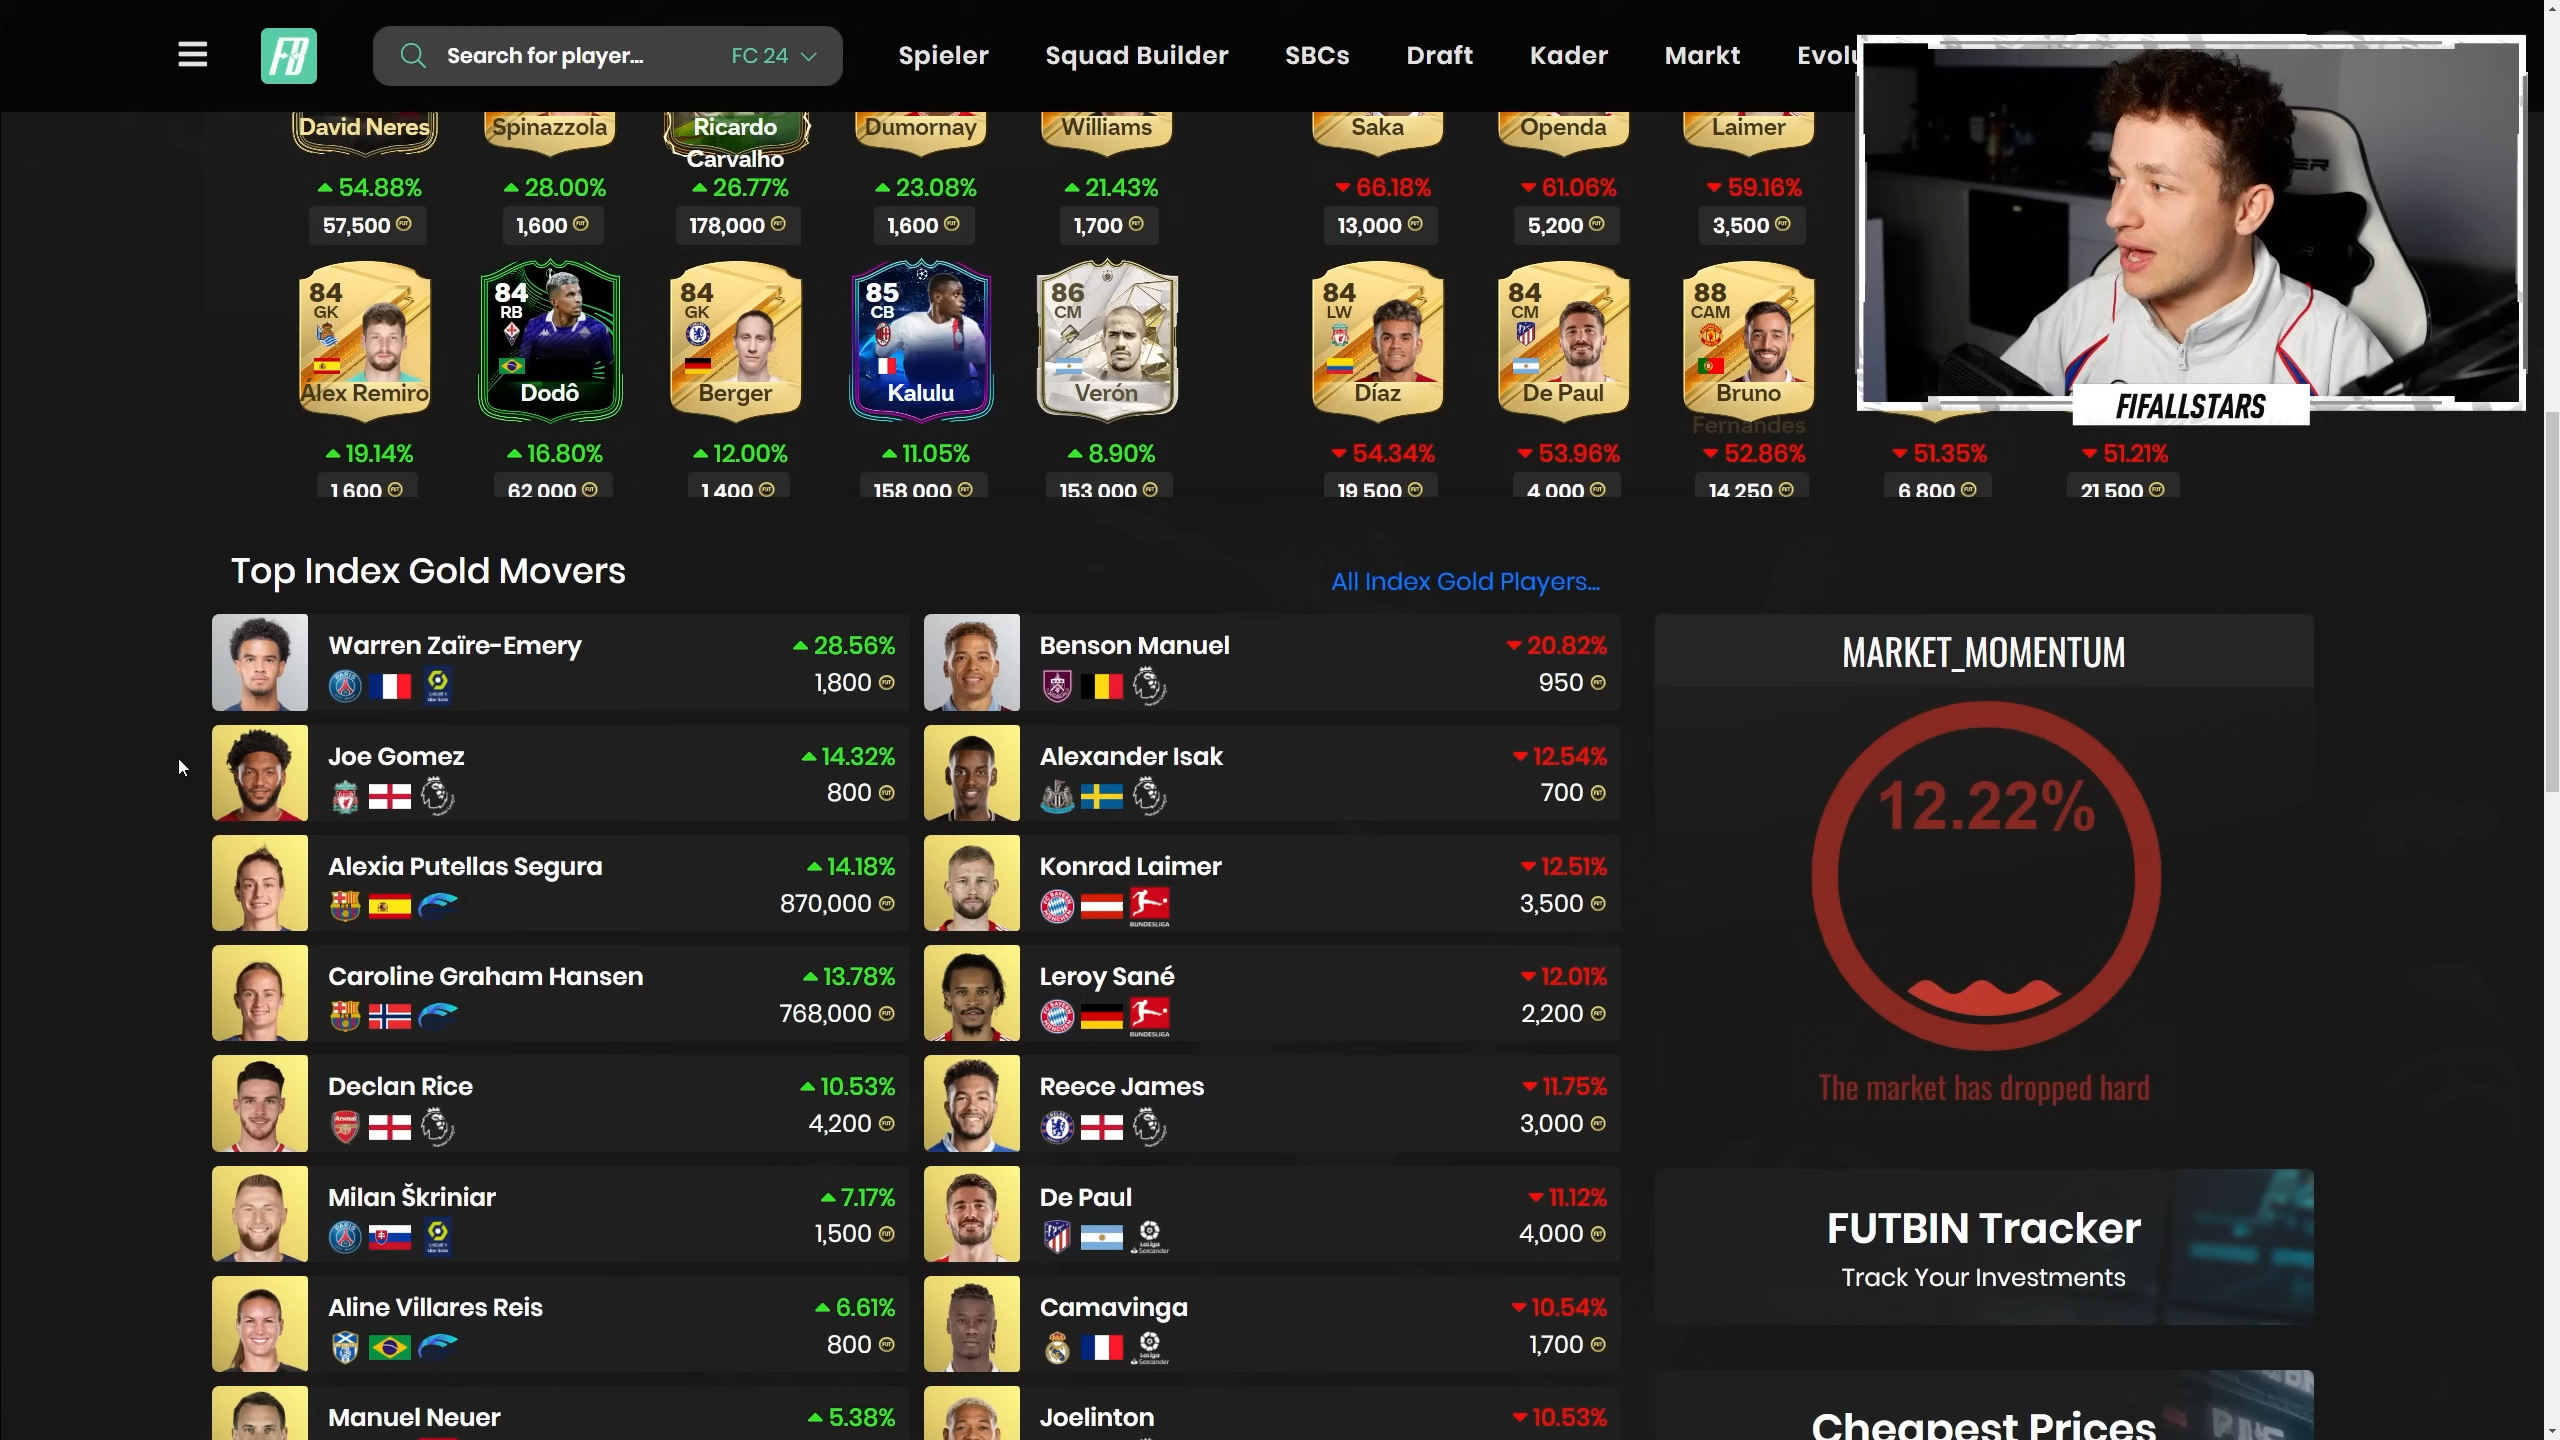 Search for player... FC 24
Spieler Squad Builder SBCs Draft Kader Markt Evolu
David Neres Spinazzola Ricardo Carvalho Dumornay Williams Saka Openda Laimer
54.88% 28.00% 26.77% 23.08% 21.43% 66.18% 61.06% 59.16%
57,500 1,600 178,000 1,600 1,700 13,000 5,200 3,500
84 GK Álex Remiro
84 RB Dodô
84 GK Berger
85 CB Kalulu
86 CM Verón
84 LW Díaz
84 CM De Paul
88 CAM Bruno Fernandes
FIFALLSTARS
19.14% 16.80% 12.00% 11.05% 8.90% 54.34% 53.96% 52.86% 51.35% 51.21%
1 600 62 000 1 400 158 000 153 000 19 500 4 000 14 250 6 800 21 500
Top Index Gold Movers
All Index Gold Players...
Warren Zaïre-Emery 28.56%
1,800
Joe Gomez 14.32%
800
Alexia Putellas Segura 14.18%
870,000
Caroline Graham Hansen 13.78%
768,000
Declan Rice 10.53%
4,200
Milan Škriniar 7.17%
1,500
Aline Villares Reis 6.61%
800
Manuel Neuer 5.38%
Benson Manuel 20.82%
950
Alexander Isak 12.54%
700
Konrad Laimer 12.51%
3,500
BUNDESLIGA
Leroy Sané 12.01%
2,200
BUNDESLIGA
Reece James 11.75%
3,000
De Paul 11.12%
4,000
Camavinga 10.54%
1,700
Joelinton 10.53%
MARKET_MOMENTUM
12.22%
The market has dropped hard
FUTBIN Tracker
Track Your Investments
Cheapest Prices